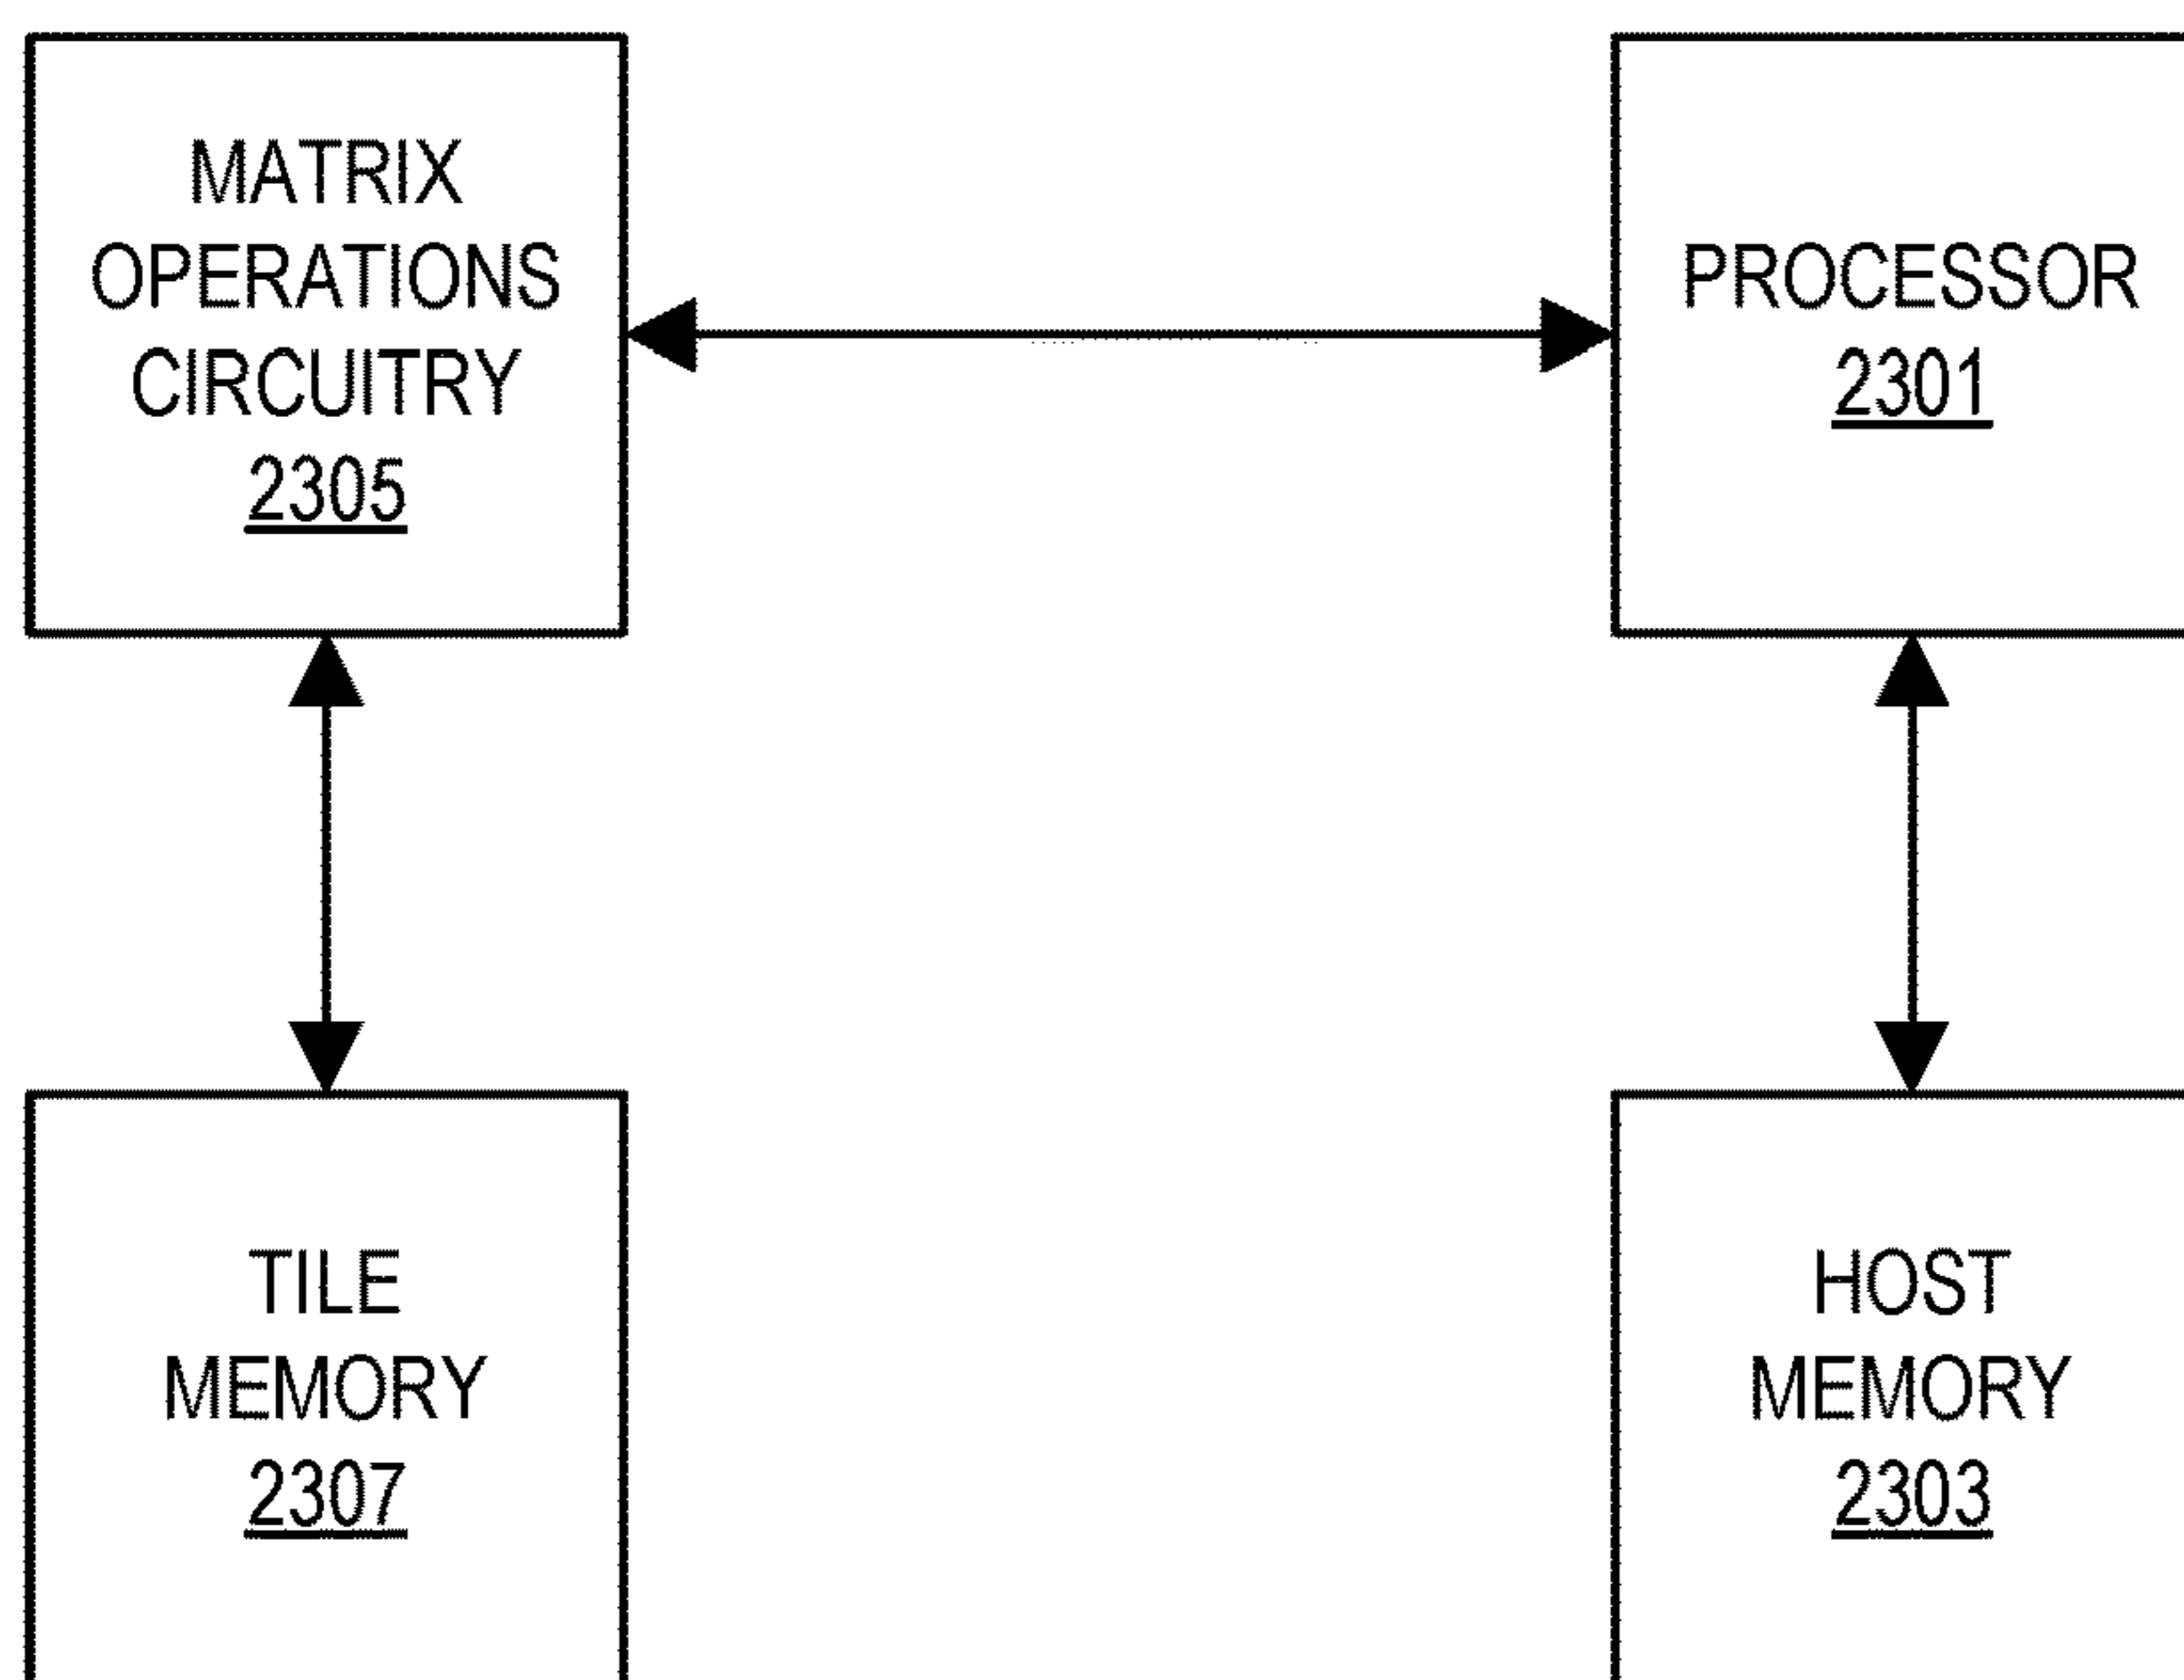 MATRIX
OPERATIONS
CIRCUITRY
2305
PROCESSOR
2301
TILE
MEMORY
2307
HOST
MEMORY
2303